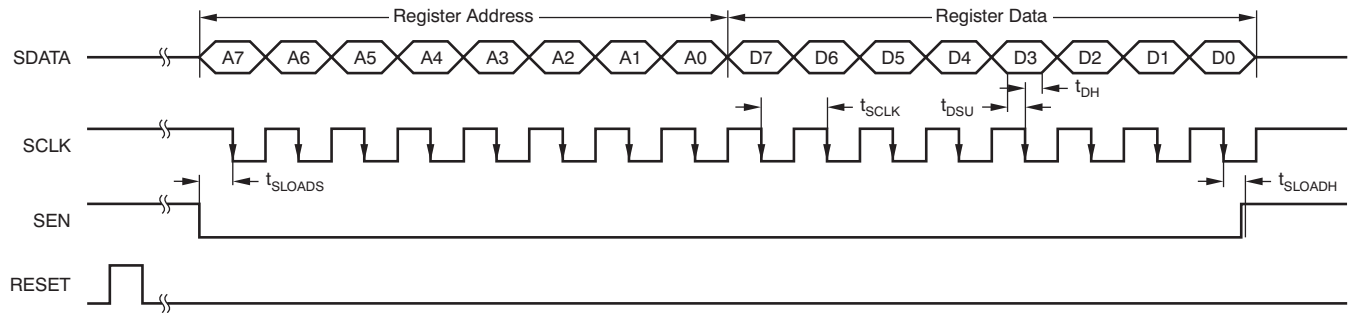 Register Address Register Data
SDATA A7 A6 A5 A4 A3 A2 A1 A0 D7 D6 D5 D4 D3 D2 D1 D0
tSCLK tDSU tDH
SCLK
tSLOADS tSLOADH
SEN
RESET